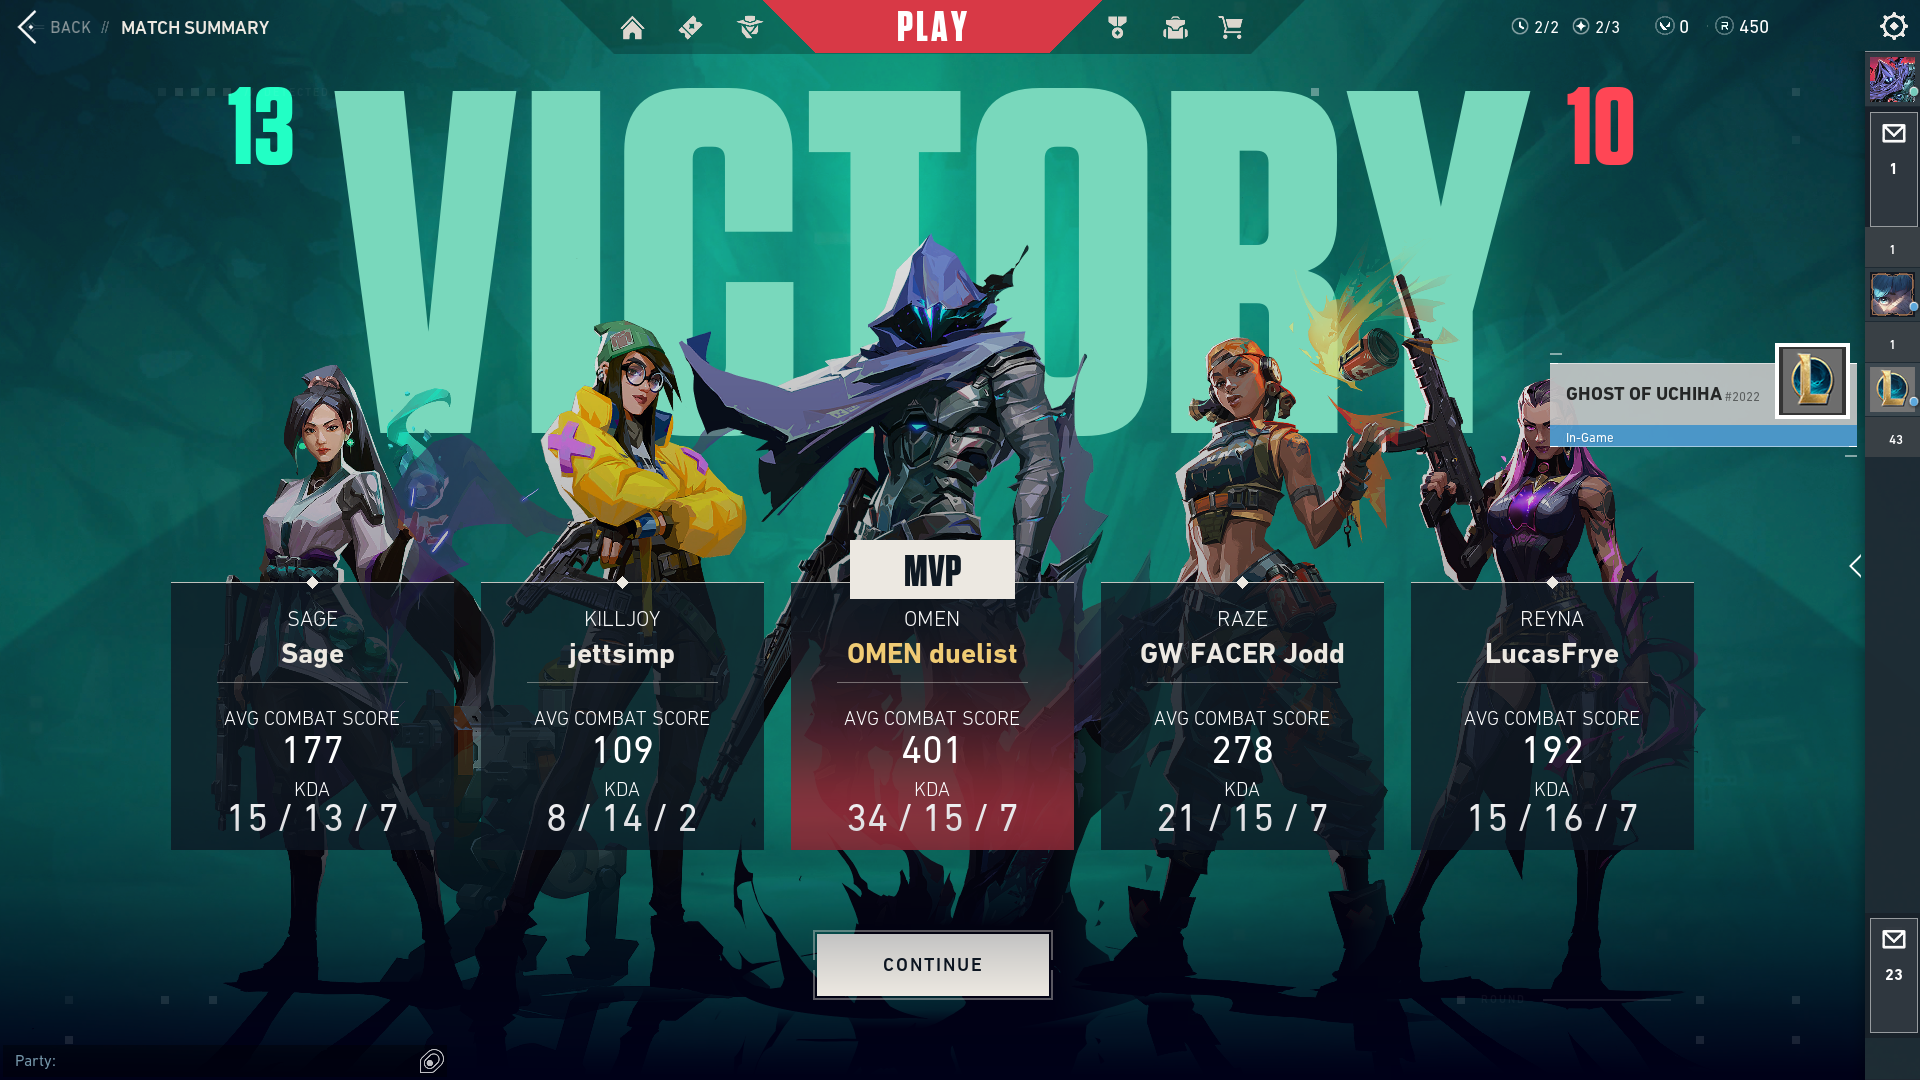 BACK // MATCH SUMMARY
PLAY
2/2 2/3 0 450
13 VICTORY 10
1
1
1
GHOST OF UCHIHA #2022
In-Game
43
MVP
SAGE
Sage
AVG COMBAT SCORE
177
KDA
15 / 13 / 7
KILLJOY
jettsimp
AVG COMBAT SCORE
109
KDA
8 / 14 / 2
OMEN
OMEN duelist
AVG COMBAT SCORE
401
KDA
34 / 15 / 7
RAZE
GW FACER Jodd
AVG COMBAT SCORE
278
KDA
21 / 15 / 7
REYNA
LucasFrye
AVG COMBAT SCORE
192
KDA
15 / 16 / 7
CONTINUE
23
Party: